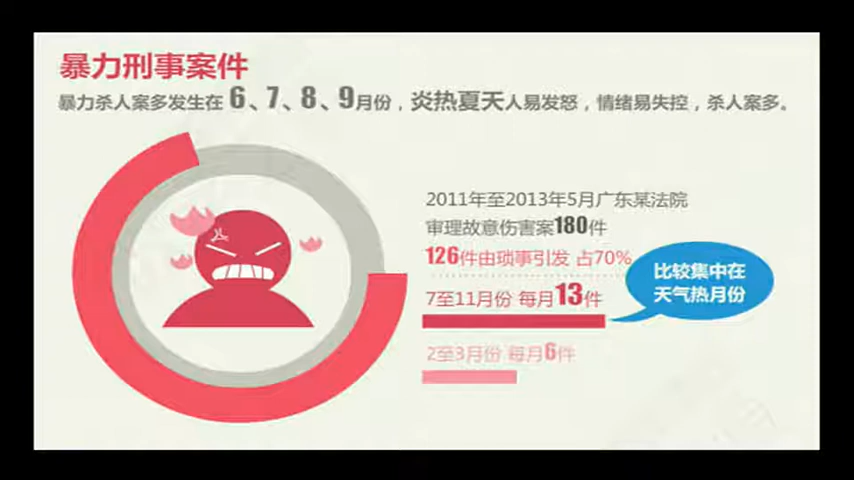 暴力刑事案件
暴力杀人案多发生在 6、7、8、9月份，炎热夏天人易发怒，情绪易失控，杀人案多。
2011年至2013年5月广东某法院
审理故意伤害案180件
126件由琐事引发 占70%
比较集中在
天气热月份
7至11月份 每月13件
2至3月份 每月6件